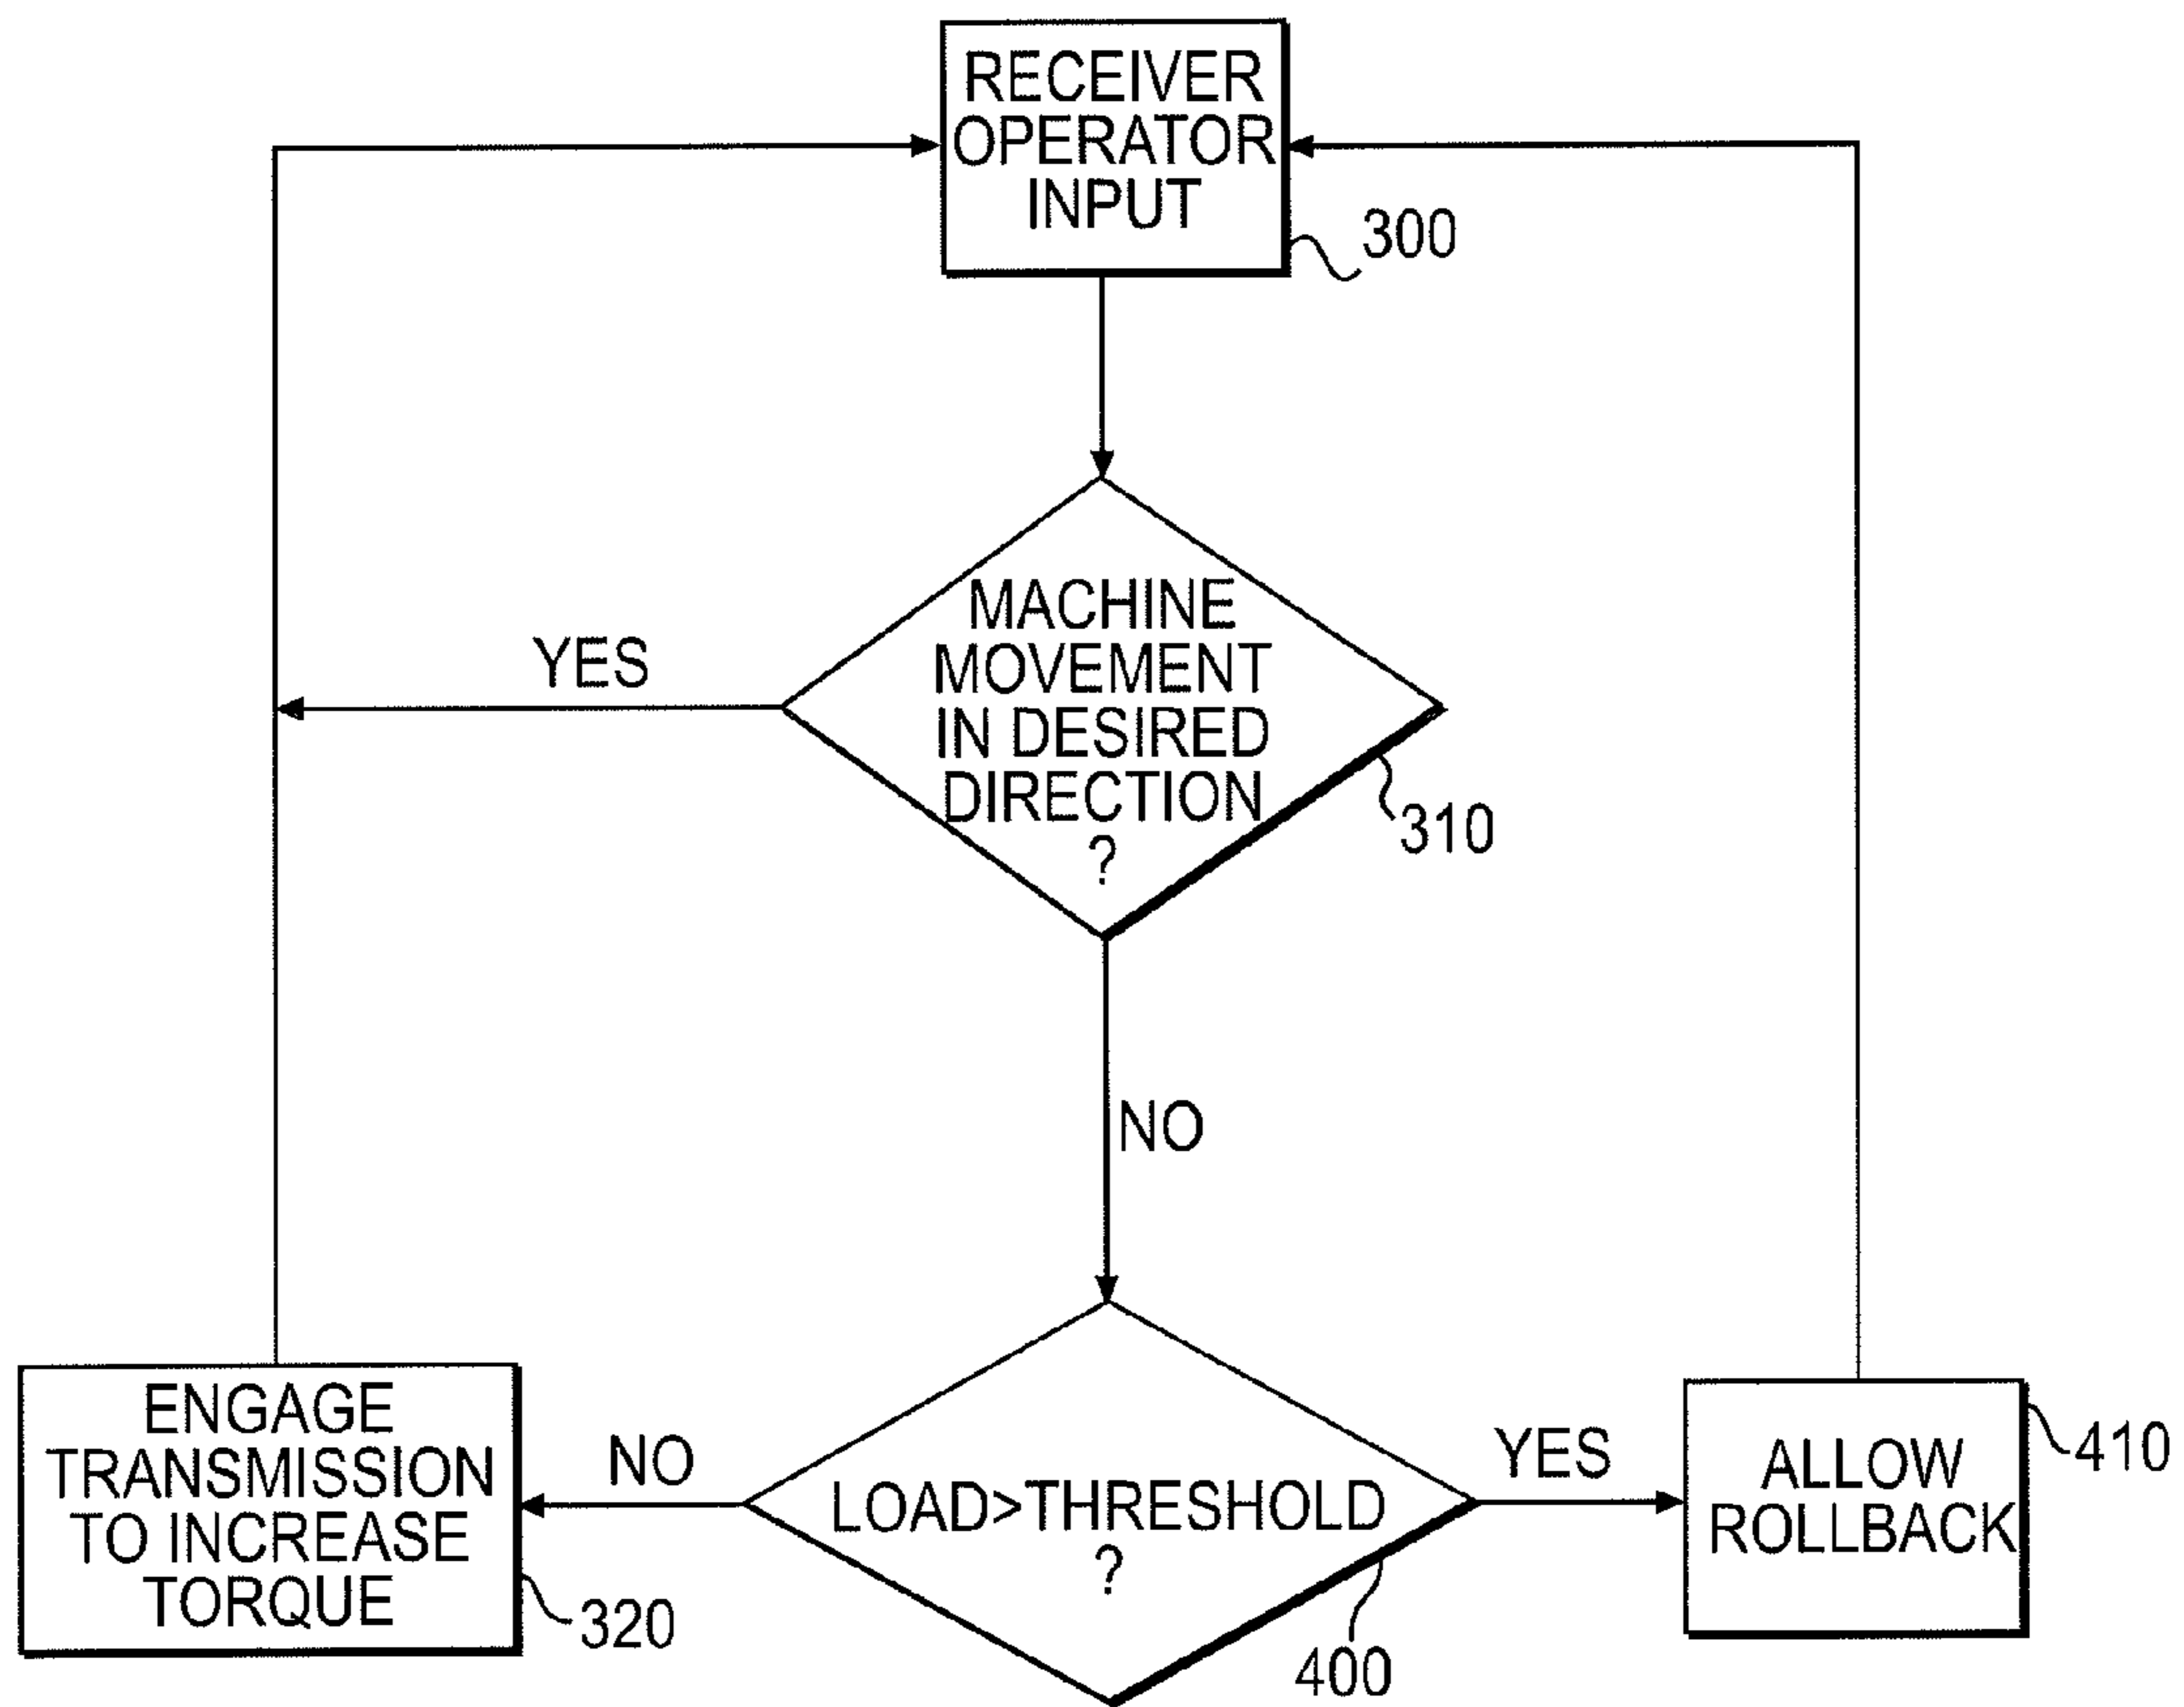 RECEIVER
OPERATOR
INPUT
300
MACHINE
MOVEMENT
IN DESIRED
DIRECTION
?
310
YES
NO
ENGAGE
TRANSMISSION
TO INCREASE
TORQUE
320
NO
LOAD>THRESHOLD
?
400
YES
ALLOW
ROLLBACK
410